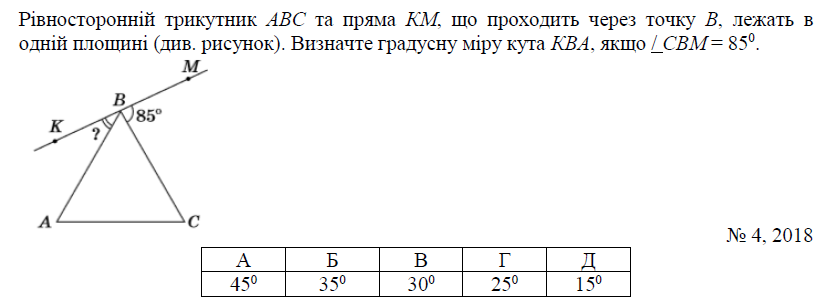 Рівносторонній трикутник ABC та пряма KM, що проходить через точку B, лежать в
одній площині (див. рисунок). Визначте градусну міру кута KBA, якщо /_CBM = 85⁰.
M
B
85°
K
?
A
C
№ 4, 2018
А Б В Г Д
45⁰ 35⁰ 30⁰ 25⁰ 15⁰